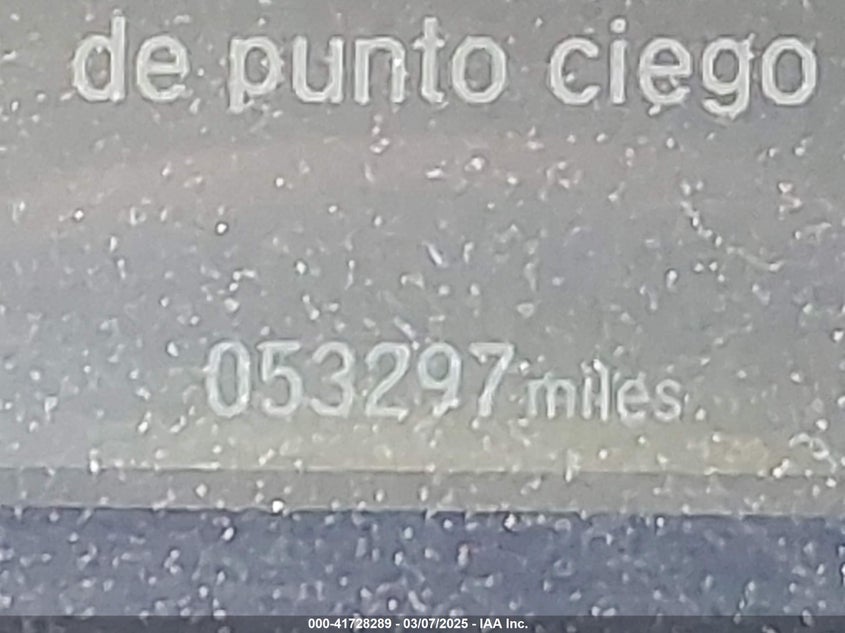 de punto ciego
053297 miles
000-41728289 - 03/07/2025 - IAA Inc.